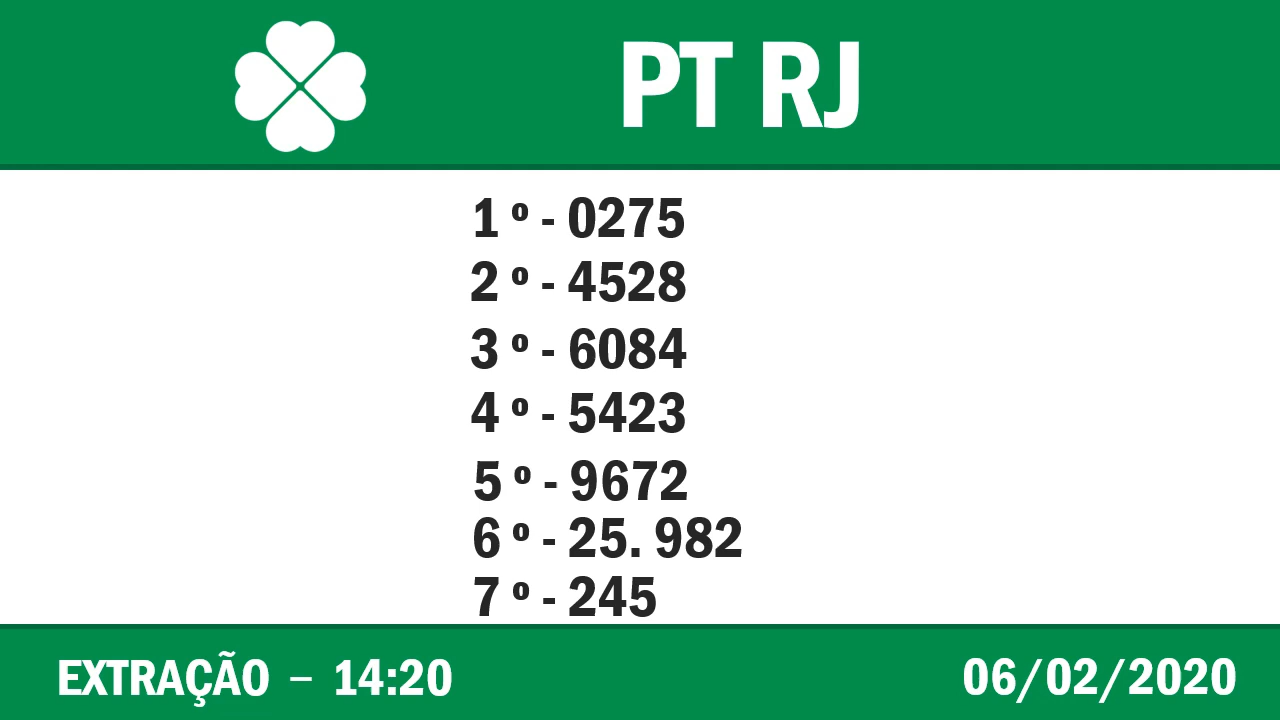 PT RJ
1 º - 0275
2 º - 4528
3 º - 6084
4 º - 5423
5 º - 9672
6 º - 25. 982
7 º - 245
EXTRAÇÃO – 14:20
06/02/2020